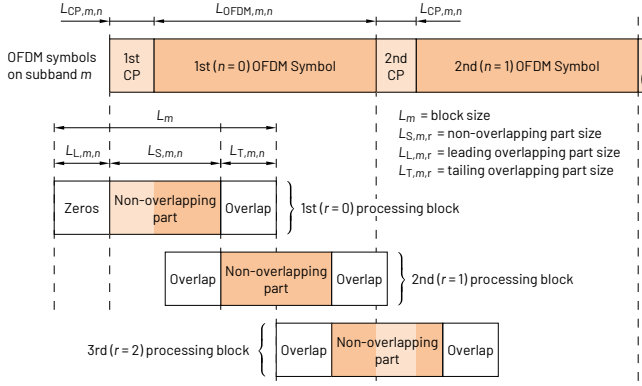 L_CP,m,n L_OFDM,m,n L_CP,m,n
OFDM symbols
on subband m
1st
CP
1st (n = 0) OFDM Symbol
2nd
CP
2nd (n = 1) OFDM Symbol
L_m
L_L,m,n L_S,m,n L_T,m,n
L_m = block size
L_S,m,r = non-overlapping part size
L_L,m,r = leading overlapping part size
L_T,m,r = tailing overlapping part size
Zeros
Non-overlapping
part
Overlap
1st (r = 0) processing block
Overlap
Non-overlapping
part
Overlap
2nd (r = 1) processing block
3rd (r = 2) processing block
Overlap
Non-overlapping
part
Overlap